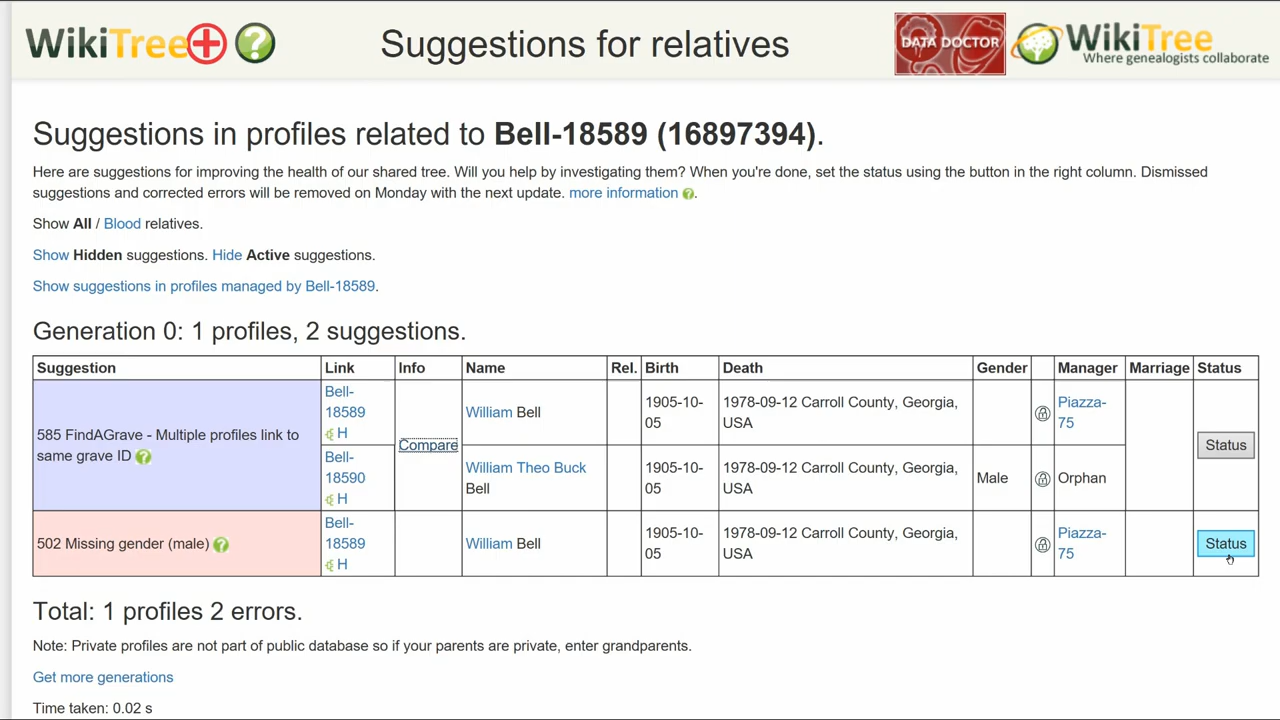 WikiTree+ ? Suggestions for relatives DATA DOCTOR WikiTree
Where genealogists collaborate
Suggestions in profiles related to Bell-18589 (16897394).
Here are suggestions for improving the health of our shared tree. Will you help by investigating them? When you're done, set the status using the button in the right column. Dismissed
suggestions and corrected errors will be removed on Monday with the next update. more information ?.
Show All / Blood relatives.
Show Hidden suggestions. Hide Active suggestions.
Show suggestions in profiles managed by Bell-18589.
Generation 0: 1 profiles, 2 suggestions.
Suggestion Link Info Name Rel. Birth Death Gender Manager Marriage Status
585 FindAGrave - Multiple profiles link to
same grave ID ?
Bell-
18589
H
Compare
William Bell
1905-10-
05
1978-09-12 Carroll County, Georgia,
USA
Piazza-
75
Status
Bell-
18590
H
William Theo Buck
Bell
1905-10-
05
1978-09-12 Carroll County, Georgia,
USA
Male
Orphan
502 Missing gender (male) ?
Bell-
18589
H
William Bell
1905-10-
05
1978-09-12 Carroll County, Georgia,
USA
Piazza-
75
Status
Total: 1 profiles 2 errors.
Note: Private profiles are not part of public database so if your parents are private, enter grandparents.
Get more generations
Time taken: 0.02 s